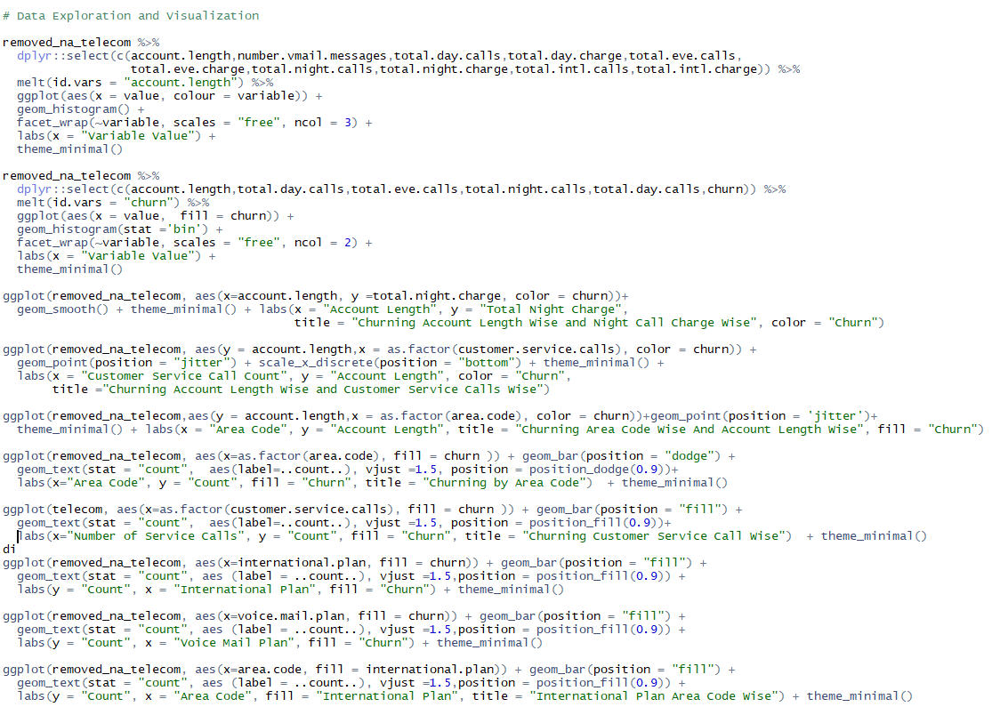 # Data Exploration and Visualization

removed_na_telecom %>%
  dplyr::select(c(account.length,number.vmail.messages,total.day.calls,total.day.charge,total.eve.calls,
                  total.eve.charge,total.night.calls,total.night.charge,total.intl.calls,total.intl.charge)) %>%
  melt(id.vars = "account.length") %>%
  ggplot(aes(x = value, colour = variable)) +
  geom_histogram() +
  facet_wrap(~variable, scales = "free", ncol = 3) +
  labs(x = "Variable Value") +
  theme_minimal()

removed_na_telecom %>%
  dplyr::select(c(account.length,total.day.calls,total.eve.calls,total.night.calls,total.day.calls,churn)) %>%
  melt(id.vars = "churn") %>%
  ggplot(aes(x = value,  fill = churn)) +
  geom_histogram(stat ='bin') +
  facet_wrap(~variable, scales = "free", ncol = 2) +
  labs(x = "Variable Value") +
  theme_minimal()

ggplot(removed_na_telecom, aes(x=account.length, y =total.night.charge, color = churn))+
  geom_smooth() + theme_minimal() + labs(x = "Account Length", y = "Total Night Charge",
                                         title = "Churning Account Length Wise and Night Call Charge Wise", color = "Churn")

ggplot(removed_na_telecom, aes(y = account.length,x = as.factor(customer.service.calls), color = churn)) +
  geom_point(position = "jitter") + scale_x_discrete(position = "bottom") + theme_minimal() +
  labs(x = "Customer Service Call Count", y = "Account Length", color = "Churn",
       title ="Churning Account Length Wise and Customer Service Calls Wise")

ggplot(removed_na_telecom,aes(y = account.length,x = as.factor(area.code), color = churn))+geom_point(position = 'jitter')+
  theme_minimal() + labs(x = "Area Code", y = "Account Length", title = "Churning Area Code Wise And Account Length Wise", fill = "Churn")

ggplot(removed_na_telecom, aes(x=as.factor(area.code), fill = churn )) + geom_bar(position = "dodge") +
  geom_text(stat = "count",  aes(label=..count..), vjust =1.5, position = position_dodge(0.9))+
  labs(x="Area Code", y = "Count", fill = "Churn", title = "Churning by Area Code")  + theme_minimal()

ggplot(telecom, aes(x=as.factor(customer.service.calls), fill = churn )) + geom_bar(position = "fill") +
  geom_text(stat = "count",  aes(label=..count..), vjust =1.5, position = position_fill(0.9))+
  labs(x="Number of Service Calls", y = "Count", fill = "Churn", title = "Churning Customer Service Call Wise")  + theme_minimal()
di
ggplot(removed_na_telecom, aes(x=international.plan, fill = churn)) + geom_bar(position = "fill") +
  geom_text(stat = "count", aes (label = ..count..), vjust =1.5,position = position_fill(0.9)) +
  labs(y = "Count", x = "International Plan", fill = "Churn") + theme_minimal()

ggplot(removed_na_telecom, aes(x=voice.mail.plan, fill = churn)) + geom_bar(position = "fill") +
  geom_text(stat = "count", aes (label = ..count..), vjust =1.5,position = position_fill(0.9)) +
  labs(y = "Count", x = "Voice Mail Plan", fill = "Churn") + theme_minimal()

ggplot(removed_na_telecom, aes(x=area.code, fill = international.plan)) + geom_bar(position = "fill") +
  geom_text(stat = "count", aes (label = ..count..), vjust =1.5,position = position_fill(0.9)) +
  labs(y = "Count", x = "Area Code", fill = "International Plan", title = "International Plan Area Code Wise") + theme_minimal()